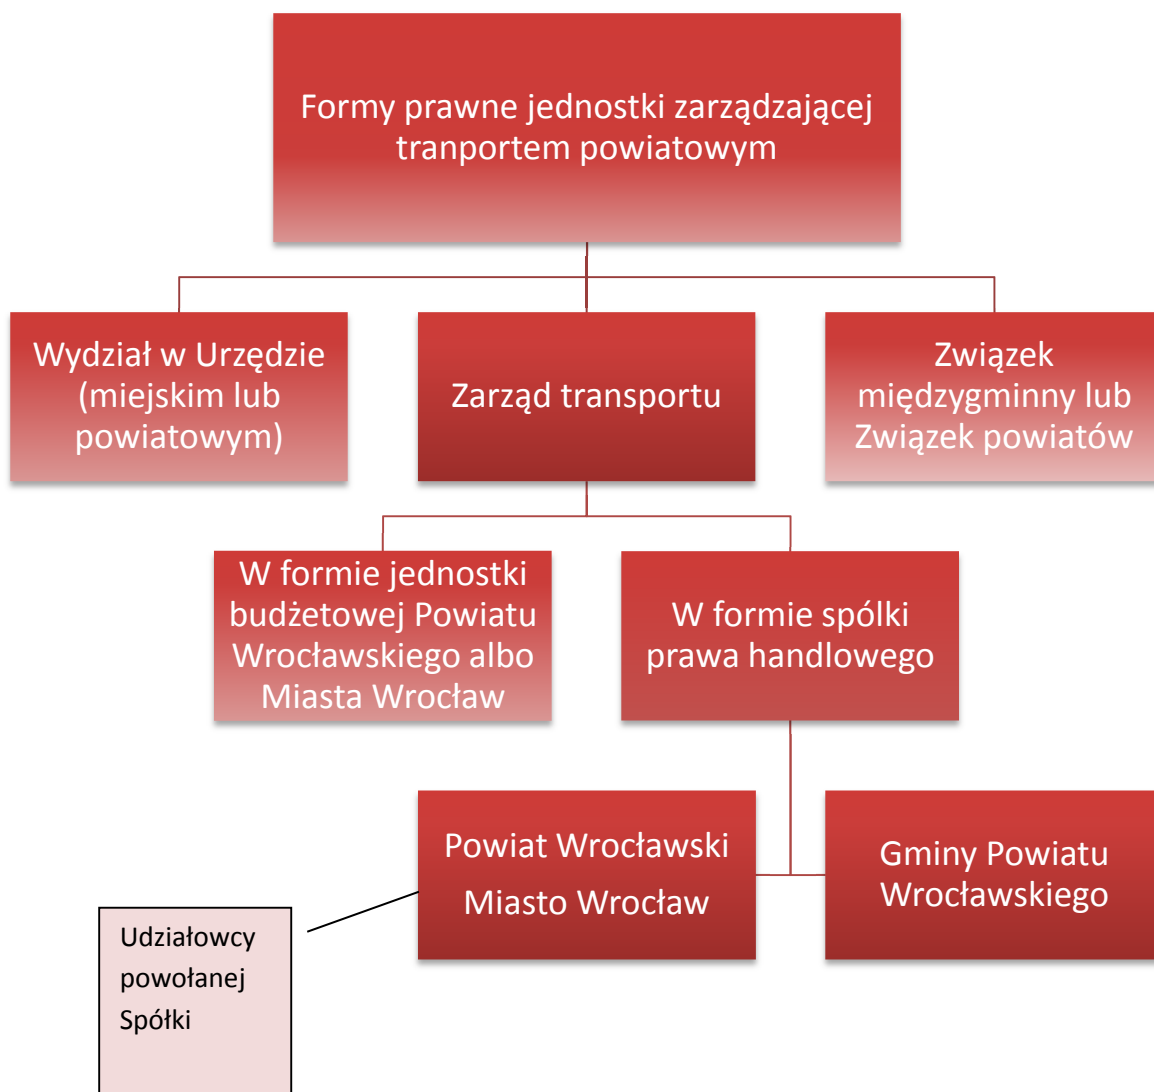 Formy prawne jednostki zarządzającej
tranportem powiatowym
Wydział w Urzędzie
(miejskim lub
powiatowym)
Zarząd transportu
Związek
międzygminny lub
Związek powiatów
W formie jednostki
budżetowej Powiatu
Wrocławskiego albo
Miasta Wrocław
W formie spólki
prawa handlowego
Powiat Wrocławski
Miasto Wrocław
Gminy Powiatu
Wrocławskiego
Udziałowcy
powołanej
Spółki